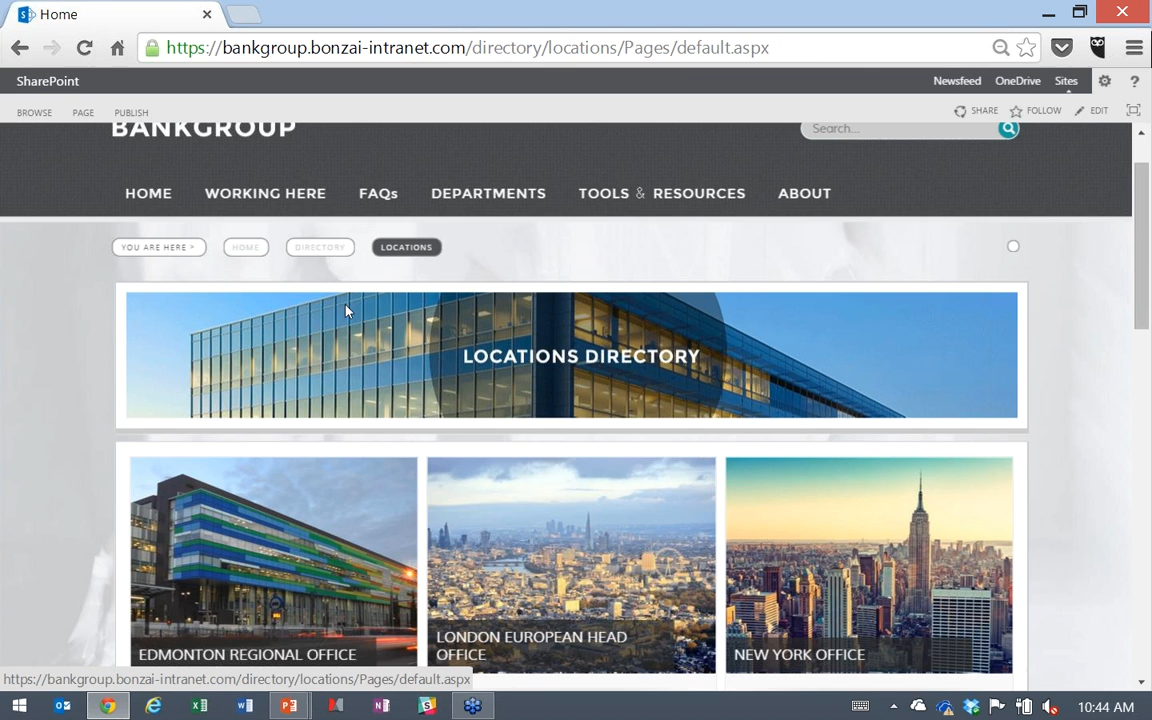 Home
https://bankgroup.bonzai-intranet.com/directory/locations/Pages/default.aspx
SharePoint
Newsfeed OneDrive Sites ?
BROWSE PAGE PUBLISH
SHARE FOLLOW EDIT
BANKGROUP
Search...
HOME WORKING HERE FAQs DEPARTMENTS TOOLS & RESOURCES ABOUT
YOU ARE HERE > HOME DIRECTORY LOCATIONS
LOCATIONS DIRECTORY
EDMONTON REGIONAL OFFICE
LONDON EUROPEAN HEAD
OFFICE
NEW YORK OFFICE
https://bankgroup.bonzai-intranet.com/directory/locations/Pages/default.aspx
10:44 AM